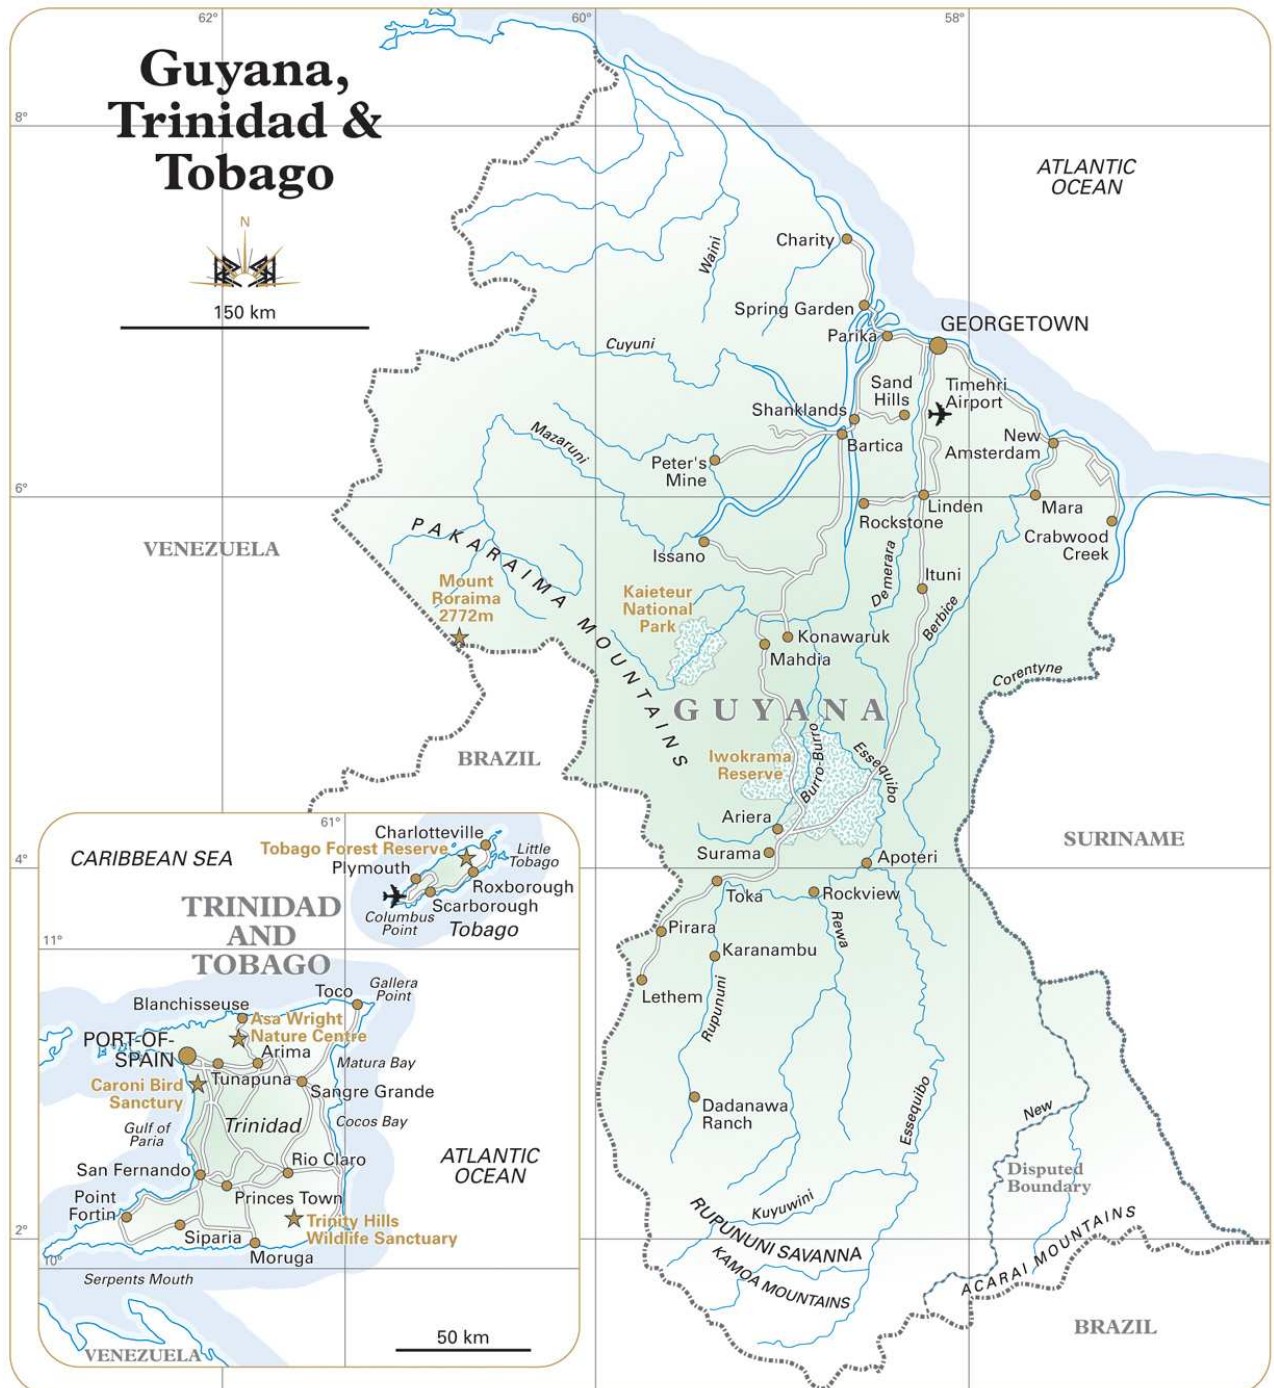 62°
60°
58°
Guyana,
Trinidad &
Tobago
8°
N
150 km
ATLANTIC
OCEAN
Charity
Waini
Spring Garden
Parika
GEORGETOWN
Cuyuni
Sand
Hills
Timehri
Airport
Shanklands
Bartica
New
Amsterdam
Mazaruni
Peter's
Mine
6°
Linden
Rockstone
Mara
Crabwood
Creek
PAKARAIMA MOUNTAINS
VENEZUELA
Issano
Demerara
Ituni
Mount
Roraima
2772m
Kaieteur
National
Park
Berbice
Konawaruk
Mahdia
Corentyne
GUYANA
BRAZIL
Iwokrama
Reserve
Burro-Burro
Essequibo
Ariera
Surama
Apoteri
SURINAME
4°
Toka
Rockview
Pirara
Rewa
Karanambu
Lethem
Rupununi
Dadanawa
Ranch
Essequibo
New
Disputed
Boundary
Kuyuwini
RUPUNUNI SAVANNA
KAMOA MOUNTAINS
ACARAI MOUNTAINS
2°
BRAZIL
61°
CARIBBEAN SEA
Charlotteville
Tobago Forest Reserve
Little
Tobago
Plymouth
Roxborough
Scarborough
Columbus
Point
Tobago
TRINIDAD
AND
TOBAGO
11°
Toco
Gallera
Point
Blanchisseuse
Asa Wright
Nature Centre
PORT-OF-
SPAIN
Arima
Matura Bay
Tunapuna
Caroni Bird
Sanctury
Sangre Grande
Gulf of
Paria
Trinidad
Cocos Bay
ATLANTIC
OCEAN
San Fernando
Rio Claro
Point
Fortin
Princes Town
Siparia
Trinity Hills
Wildlife Sanctuary
Moruga
10°
Serpents Mouth
50 km
VENEZUELA